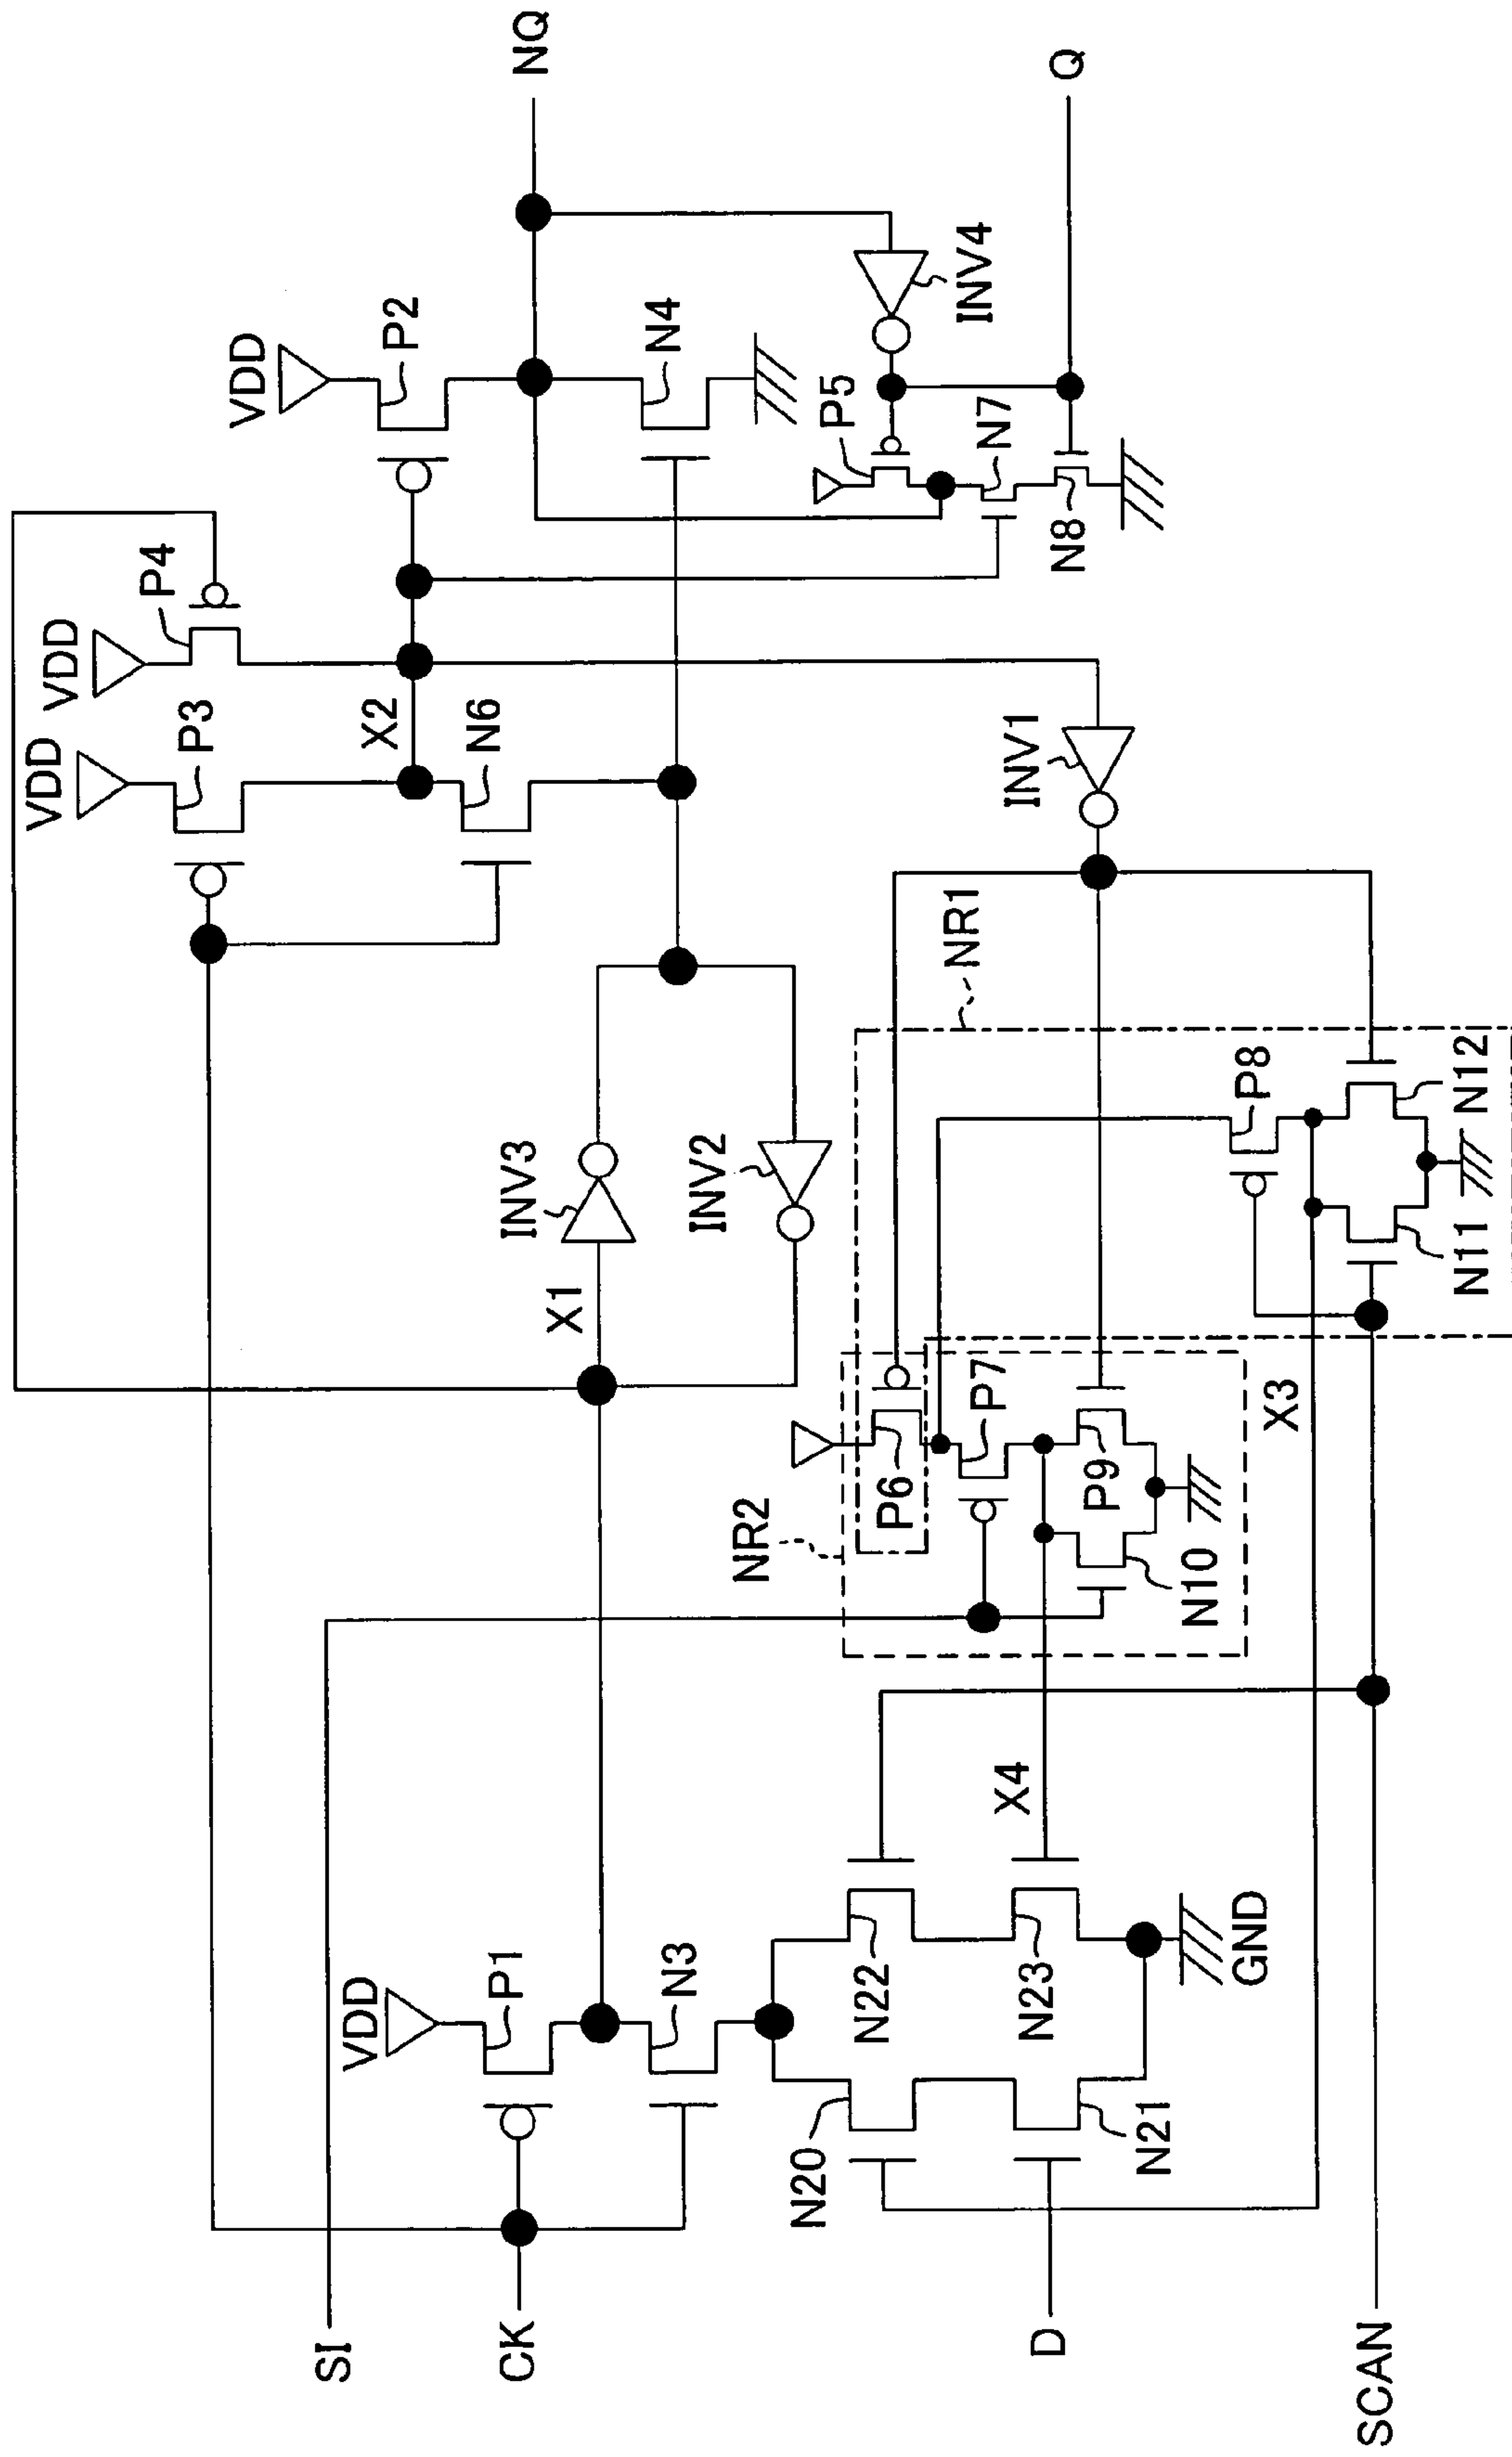 SI
CK
D
SCAN
VDD
P1
N3
N20
N21
N22
N23
GND
X4
NR2
P6
P7
P9
N10
X3
X1
INV3
INV2
NR1
P8
N11
N12
INV1
VDD
P3
X2
N6
VDD
P4
VDD
P2
N4
P5
N7
N8
INV4
NQ
Q